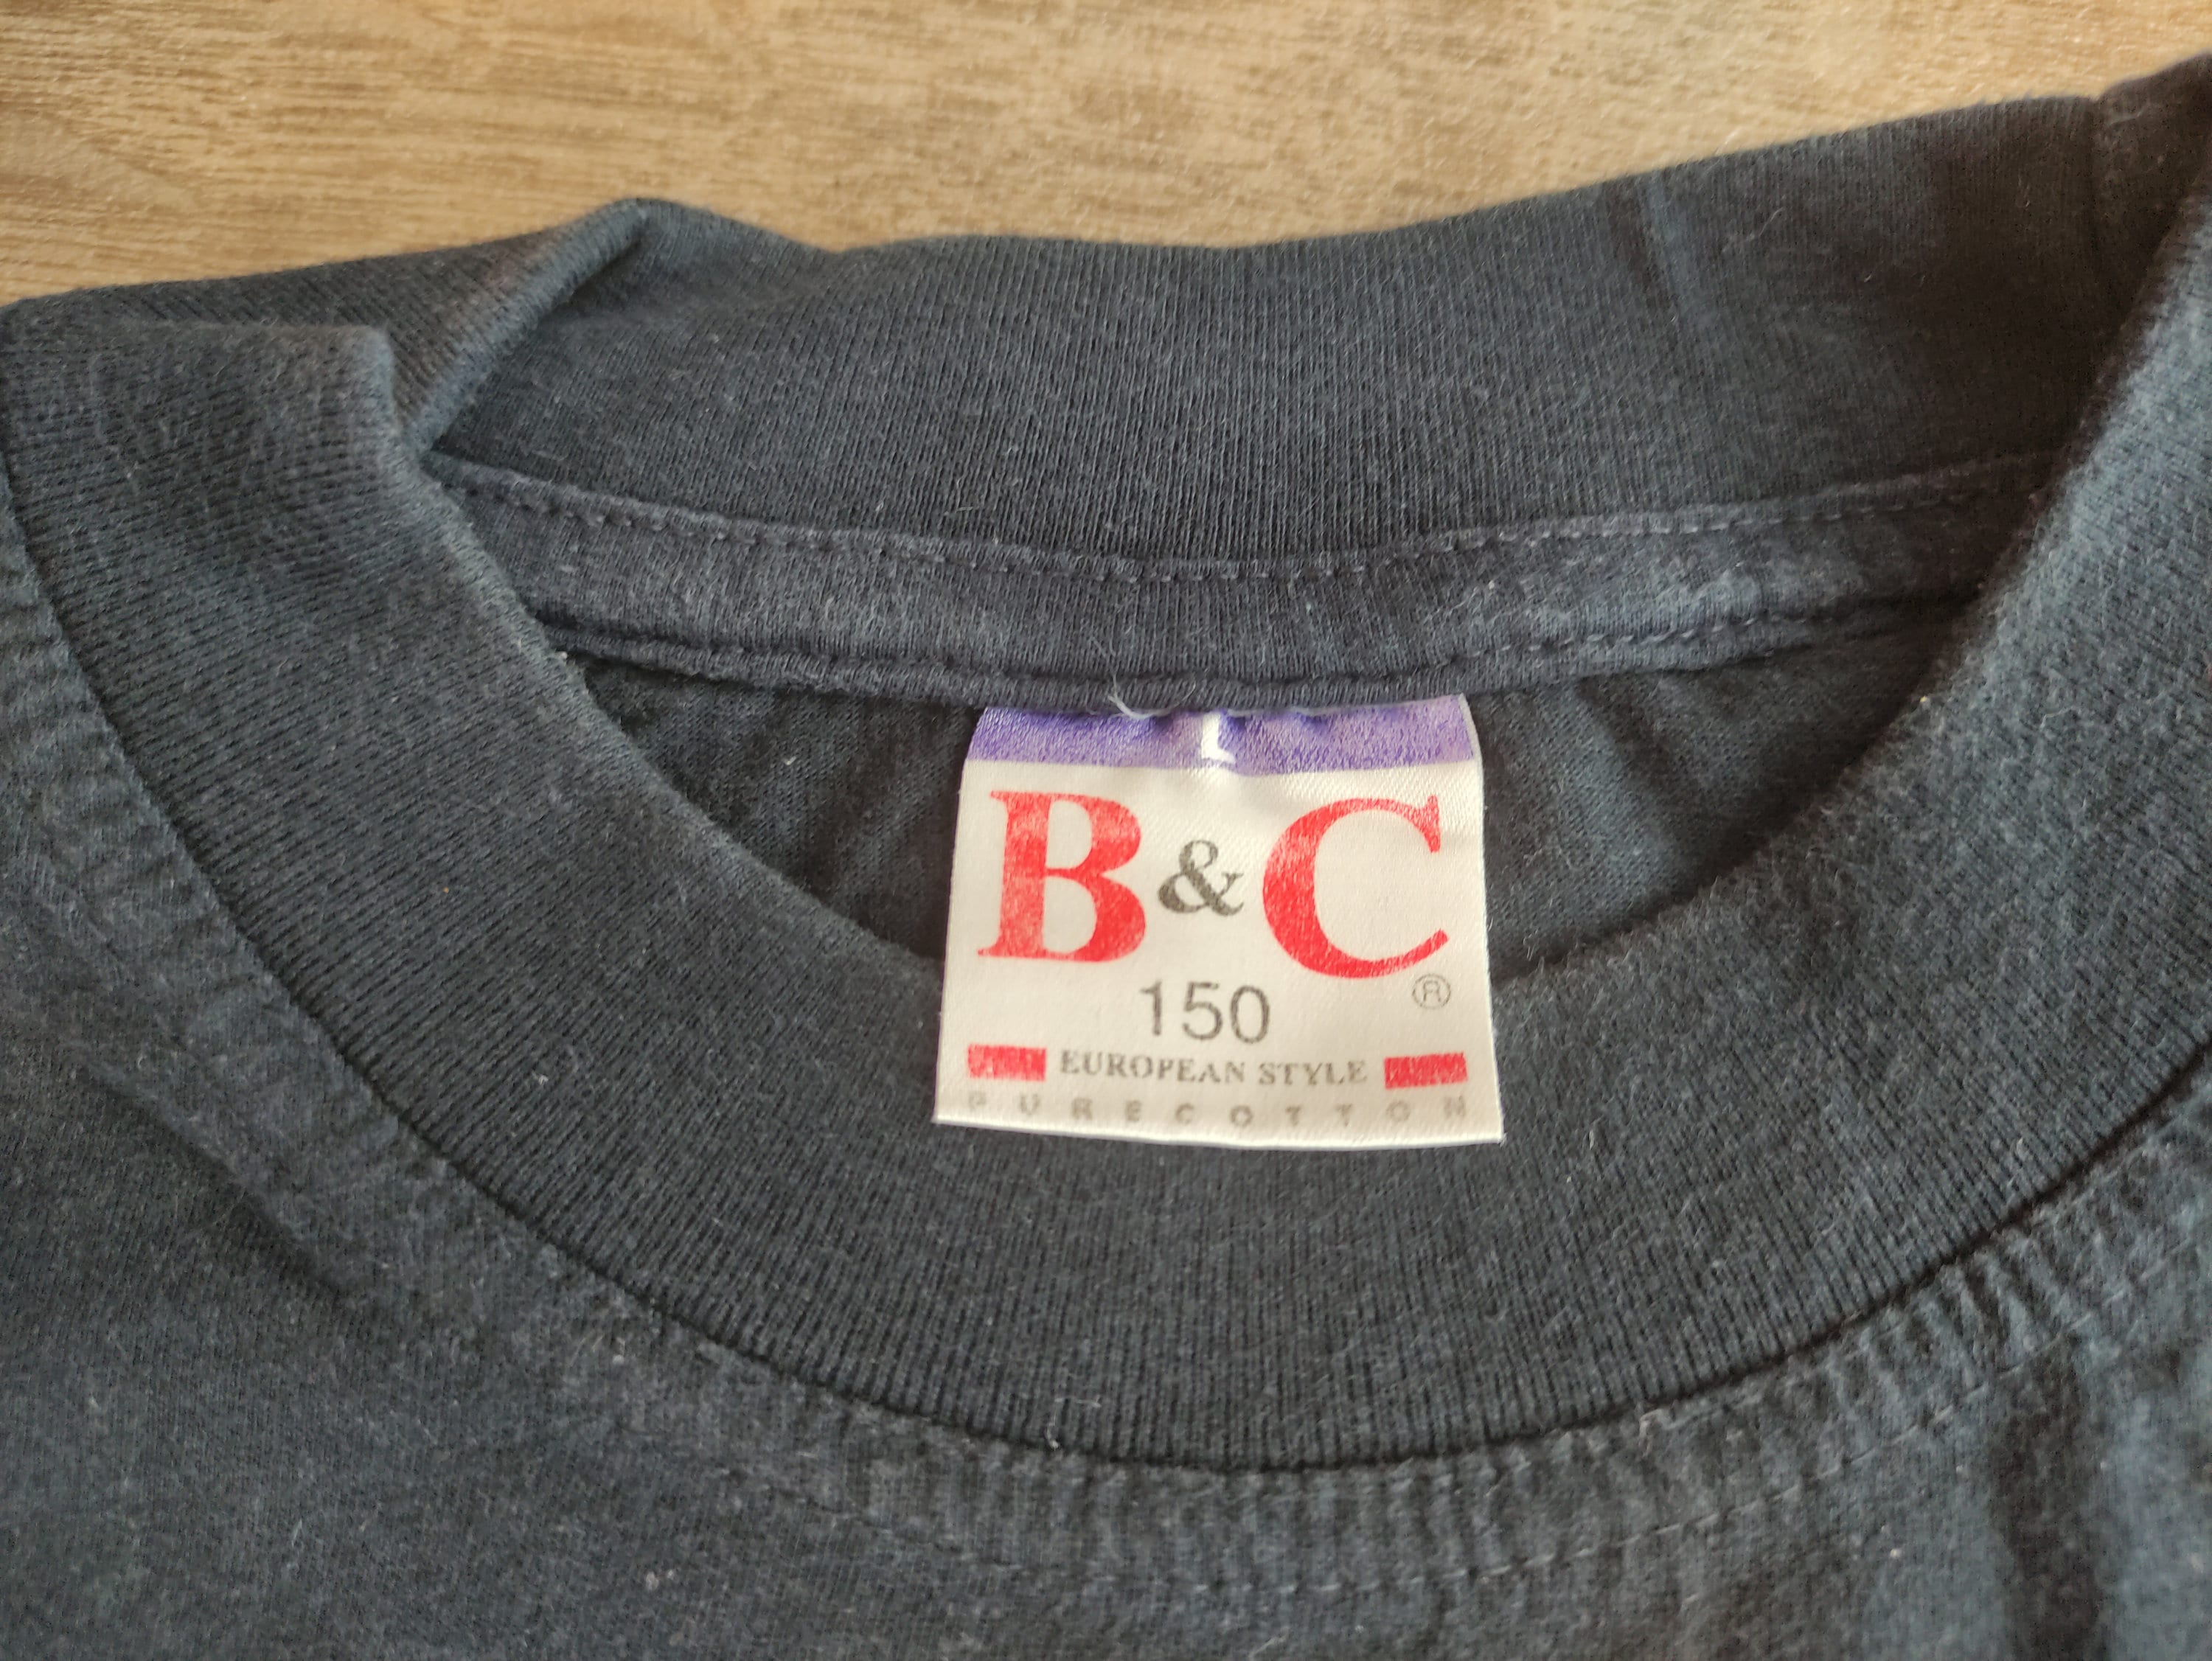 L
B&C
150 ®
EUROPEAN STYLE
PURECOTTON